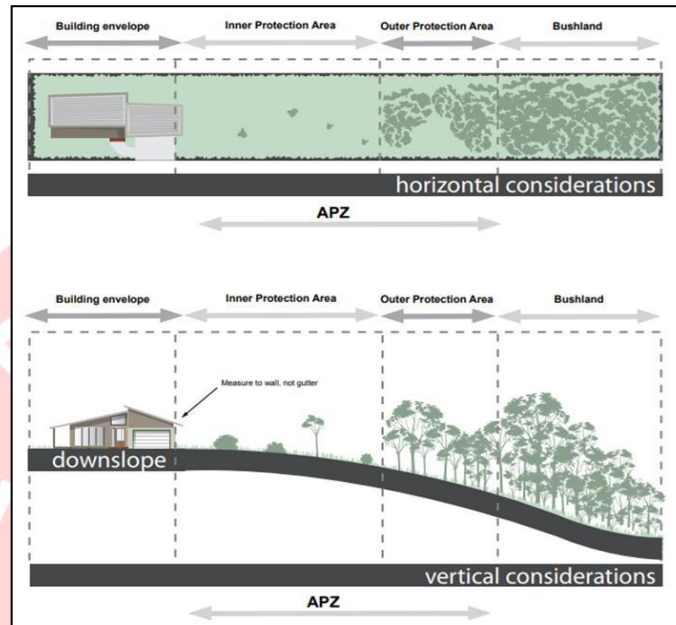 Building envelope Inner Protection Area Outer Protection Area Bushland
horizontal considerations
APZ
Building envelope Inner Protection Area Outer Protection Area Bushland
Measure to wall, not gutter
downslope
vertical considerations
APZ